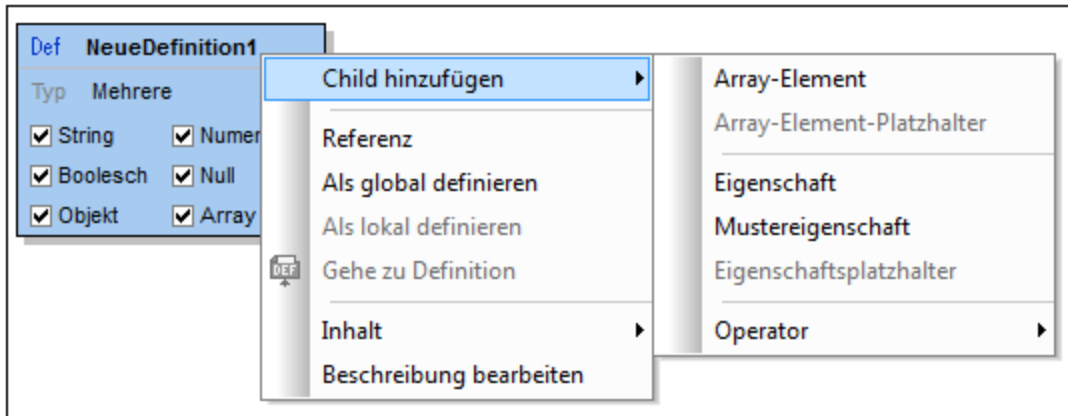 Def NeueDefinition1
Typ Mehrere
String Numer
Boolesch Null
Objekt Array
Child hinzufügen
Referenz
Als global definieren
Als lokal definieren
DEF Gehe zu Definition
Inhalt
Beschreibung bearbeiten
Array-Element
Array-Element-Platzhalter
Eigenschaft
Mustereigenschaft
Eigenschaftsplatzhalter
Operator